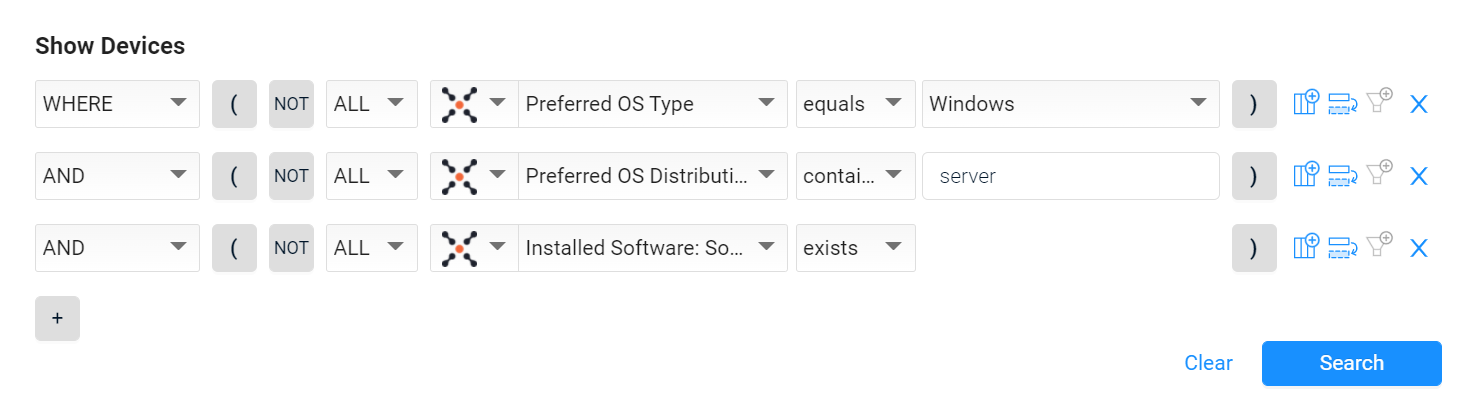 Show Devices
WHERE ( NOT ALL Preferred OS Type equals Windows )
AND ( NOT ALL Preferred OS Distributi... contai... server )
AND ( NOT ALL Installed Software: So... exists )
+
Clear Search